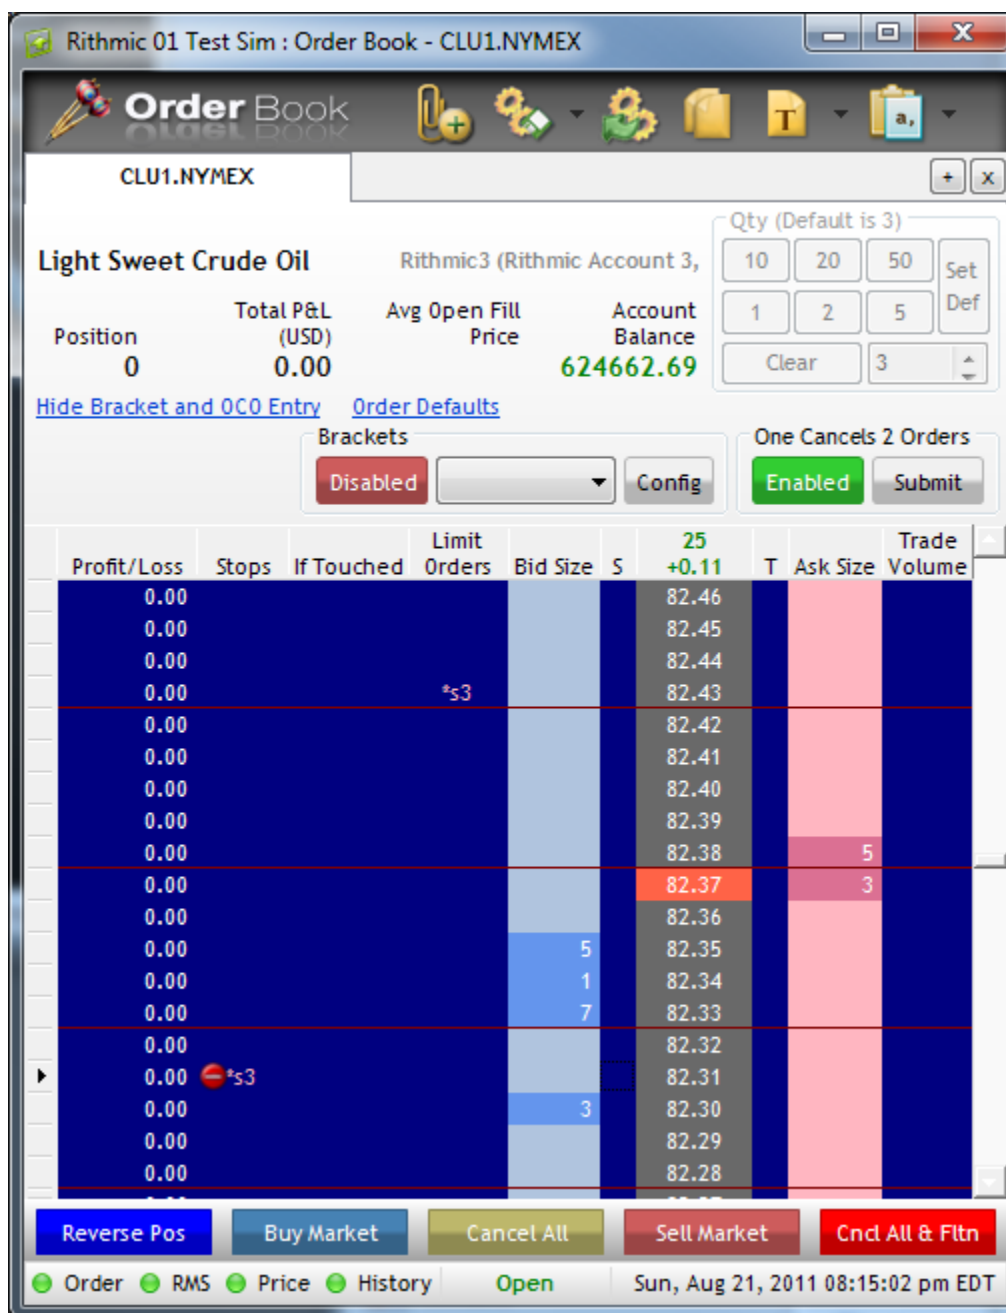 Rithmic 01 Test Sim : Order Book - CLU1.NYMEX
Order Book
T
a,
CLU1.NYMEX
+ x
Qty (Default is 3)
Light Sweet Crude Oil Rithmic3 (Rithmic Account 3,
10 20 50 Set Def
1 2 5
Clear 3
Position Total P&L (USD) Avg Open Fill Price Account Balance
0 0.00 624662.69
Hide Bracket and OCO Entry Order Defaults
Brackets One Cancels 2 Orders
Disabled Config Enabled Submit
Profit/Loss Stops If Touched Limit Orders Bid Size S 25 +0.11 T Ask Size Trade Volume
0.00 82.46
0.00 82.45
0.00 82.44
0.00 *s3 82.43
0.00 82.42
0.00 82.41
0.00 82.40
0.00 82.39
0.00 82.38 5
0.00 82.37 3
0.00 82.36
0.00 5 82.35
0.00 1 82.34
0.00 7 82.33
0.00 82.32
0.00 *s3 82.31
0.00 3 82.30
0.00 82.29
0.00 82.28
Reverse Pos Buy Market Cancel All Sell Market Cncl All & Fltn
Order RMS Price History Open Sun, Aug 21, 2011 08:15:02 pm EDT